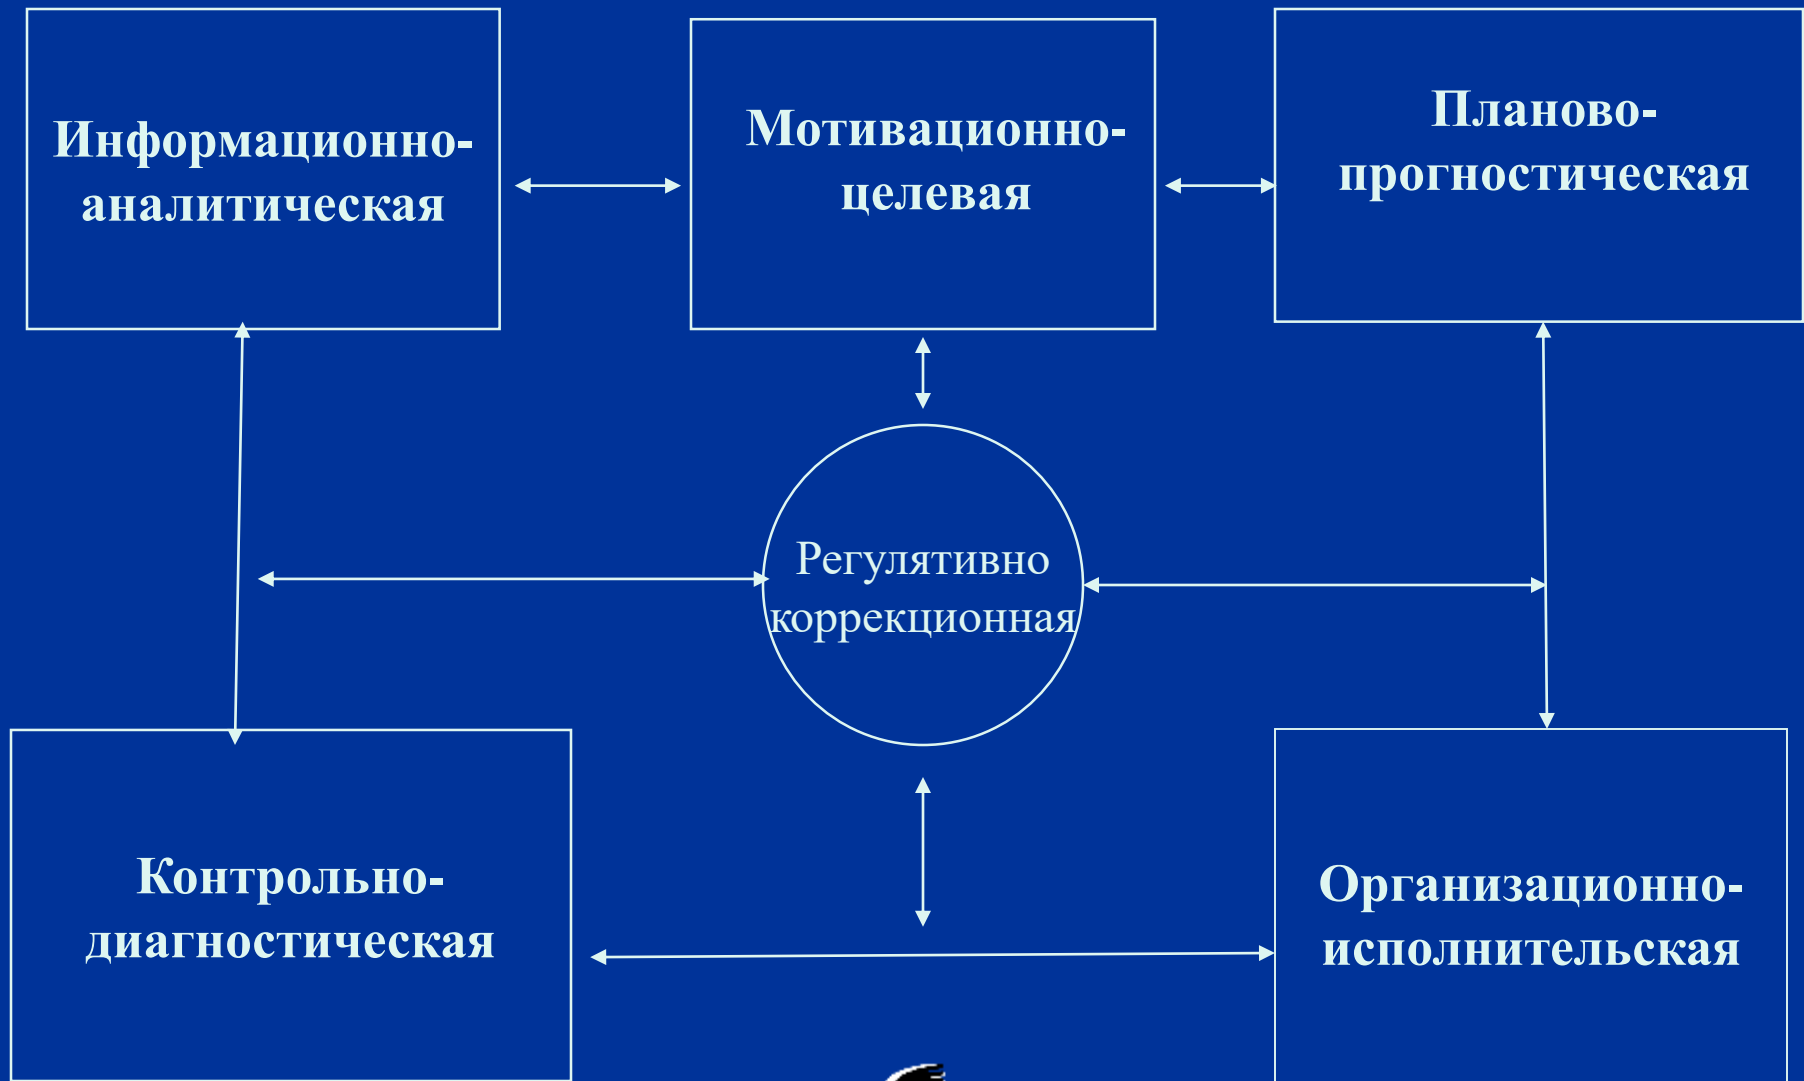 Информационно-
аналитическая
Мотивационно-
целевая
Планово-
прогностическая
Регулятивно
коррекционная
Контрольно-
диагностическая
Организационно-
исполнительская